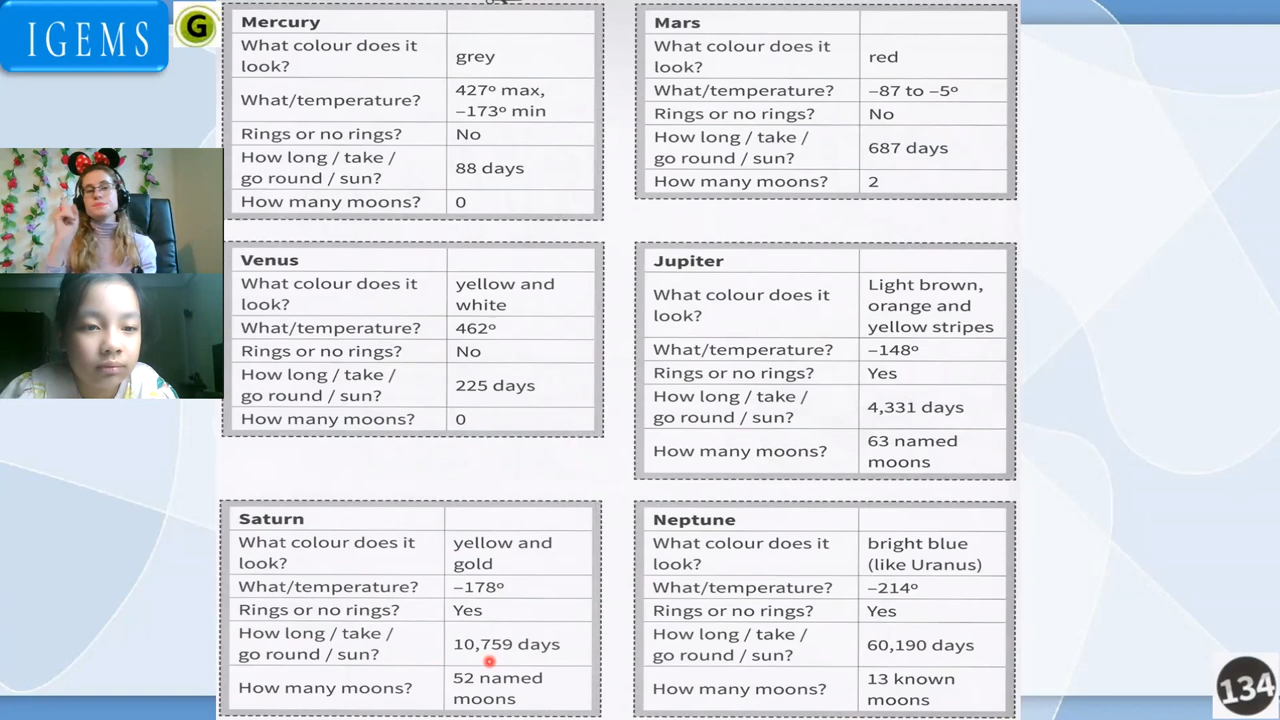 IGEMS
G
Mercury
What colour does it
look?
grey
What/temperature?
427º max,
–173º min
Rings or no rings?
No
How long / take /
go round / sun?
88 days
How many moons?
0
Mars
What colour does it
look?
red
What/temperature?
–87 to –5º
Rings or no rings?
No
How long / take /
go round / sun?
687 days
How many moons?
2
Venus
What colour does it
look?
yellow and
white
What/temperature?
462º
Rings or no rings?
No
How long / take /
go round / sun?
225 days
How many moons?
0
Jupiter
What colour does it
look?
Light brown,
orange and
yellow stripes
What/temperature?
–148º
Rings or no rings?
Yes
How long / take /
go round / sun?
4,331 days
How many moons?
63 named
moons
Saturn
What colour does it
look?
yellow and
gold
What/temperature?
–178º
Rings or no rings?
Yes
How long / take /
go round / sun?
10,759 days
How many moons?
52 named
moons
Neptune
What colour does it
look?
bright blue
(like Uranus)
What/temperature?
–214º
Rings or no rings?
Yes
How long / take /
go round / sun?
60,190 days
How many moons?
13 known
moons
134